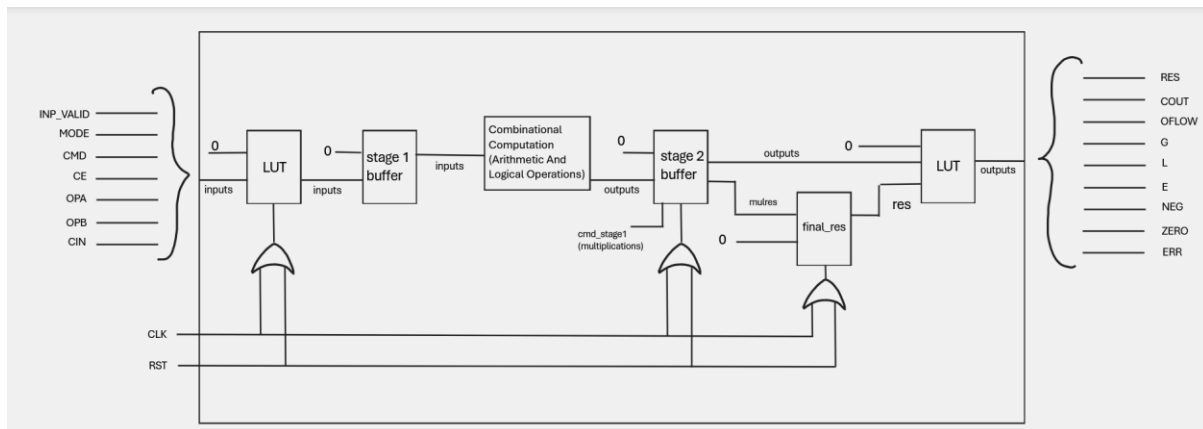 INP_VALID
MODE
CMD
CE
OPA
OPB
CIN
0
inputs
LUT
inputs
0
stage 1
buffer
inputs
Combinational
Computation
(Arithmetic And
Logical Operations)
outputs
0
stage 2
buffer
cmd_stage1
(multiplications)
outputs
mulres
0
final_res
res
0
LUT
outputs
RES
COUT
OFLOW
G
L
E
NEG
ZERO
ERR
CLK
RST